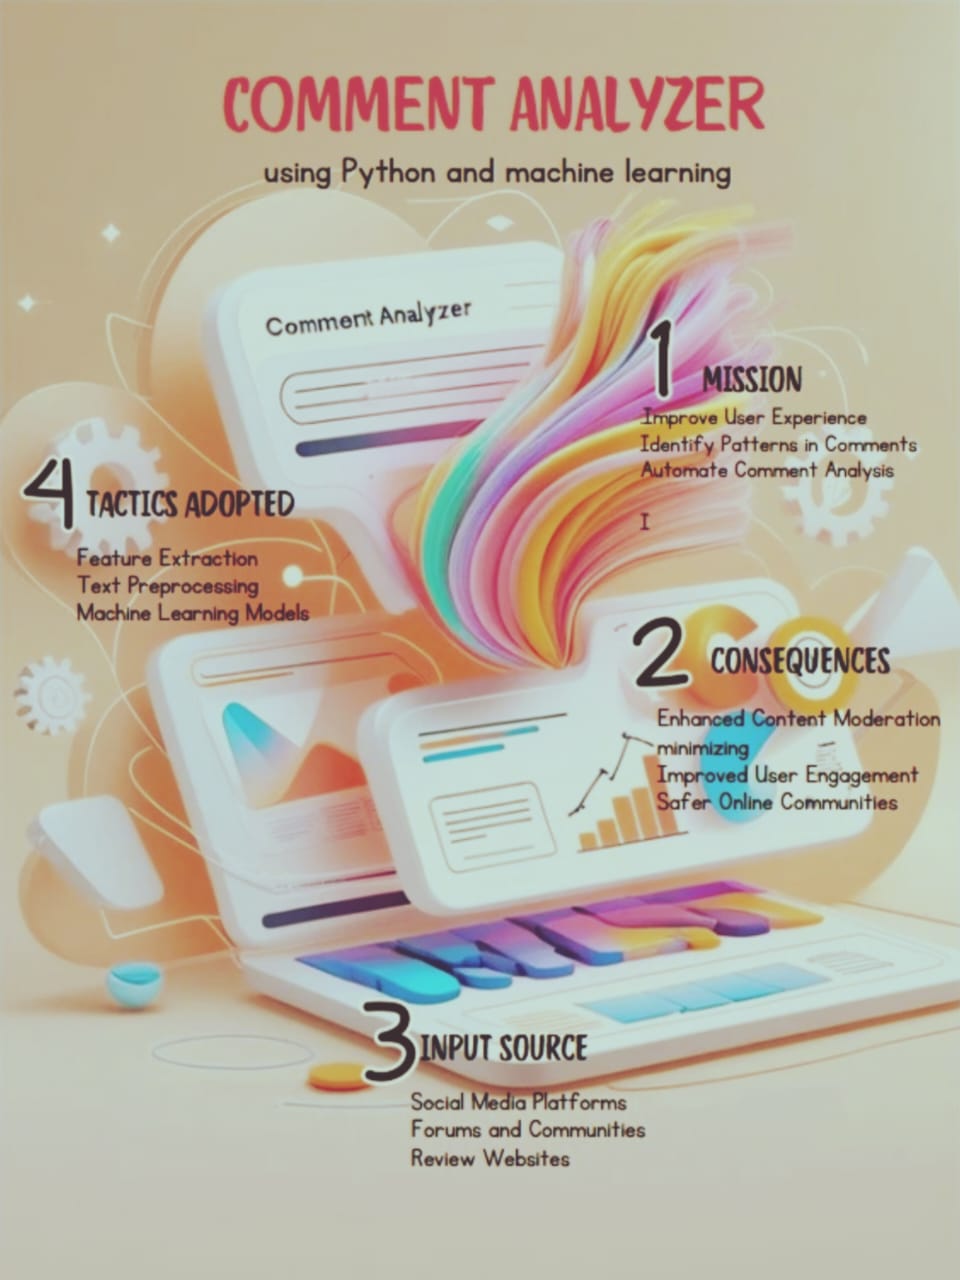 COMMENT ANALYZER
using Python and machine learning
Comment Analyzer
1 MISSION
Improve User Experience
Identify Patterns in Comments
Automate Comment Analysis
I
4 TACTICS ADOPTED
Feature Extraction
Text Preprocessing
Machine Learning Models
2 CONSEQUENCES
Enhanced Content Moderation
minimizing
Improved User Engagement
Safer Online Communities
3 INPUT SOURCE
Social Media Platforms
Forums and Communities
Review Websites